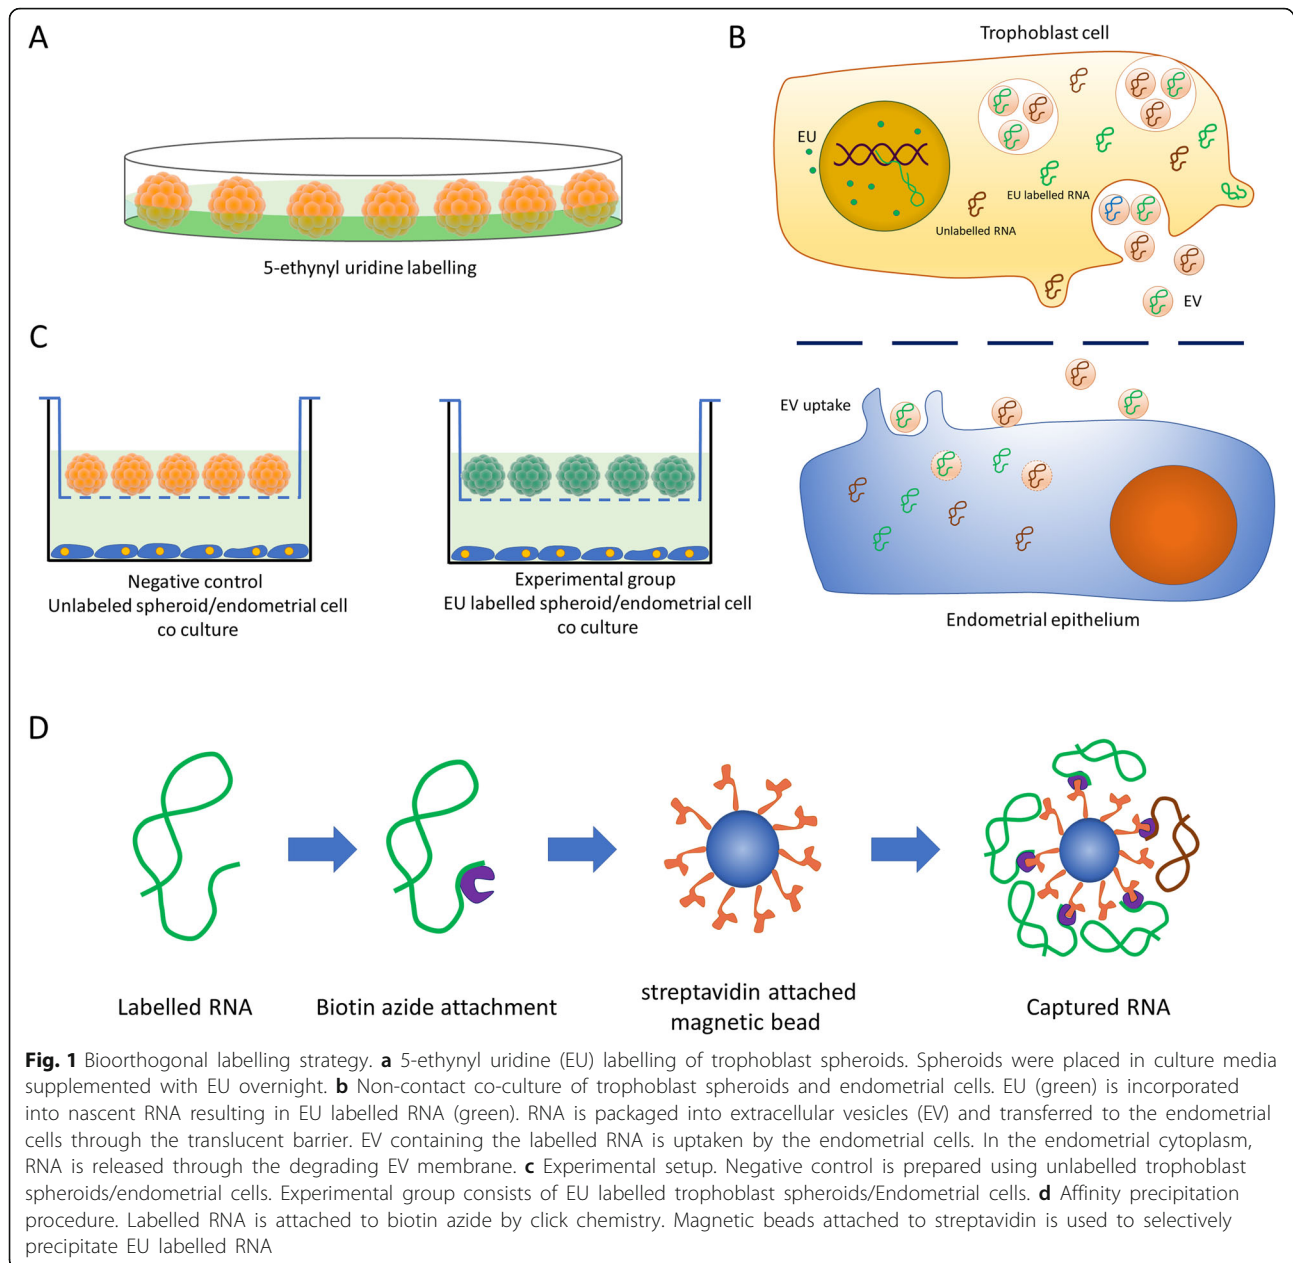 A
5-ethynyl uridine labelling
B
Trophoblast cell
EU
EU labelled RNA
Unlabelled RNA
EV
EV uptake
Endometrial epithelium
C
Negative control
Unlabeled spheroid/endometrial cell
co culture
Experimental group
EU labelled spheroid/endometrial cell
co culture
D
Labelled RNA
Biotin azide attachment
streptavidin attached
magnetic bead
Captured RNA
Fig. 1 Bioorthogonal labelling strategy. a 5-ethynyl uridine (EU) labelling of trophoblast spheroids. Spheroids were placed in culture media
supplemented with EU overnight. b Non-contact co-culture of trophoblast spheroids and endometrial cells. EU (green) is incorporated
into nascent RNA resulting in EU labelled RNA (green). RNA is packaged into extracellular vesicles (EV) and transferred to the endometrial
cells through the translucent barrier. EV containing the labelled RNA is uptaken by the endometrial cells. In the endometrial cytoplasm,
RNA is released through the degrading EV membrane. c Experimental setup. Negative control is prepared using unlabelled trophoblast
spheroids/endometrial cells. Experimental group consists of EU labelled trophoblast spheroids/Endometrial cells. d Affinity precipitation
procedure. Labelled RNA is attached to biotin azide by click chemistry. Magnetic beads attached to streptavidin is used to selectively
precipitate EU labelled RNA